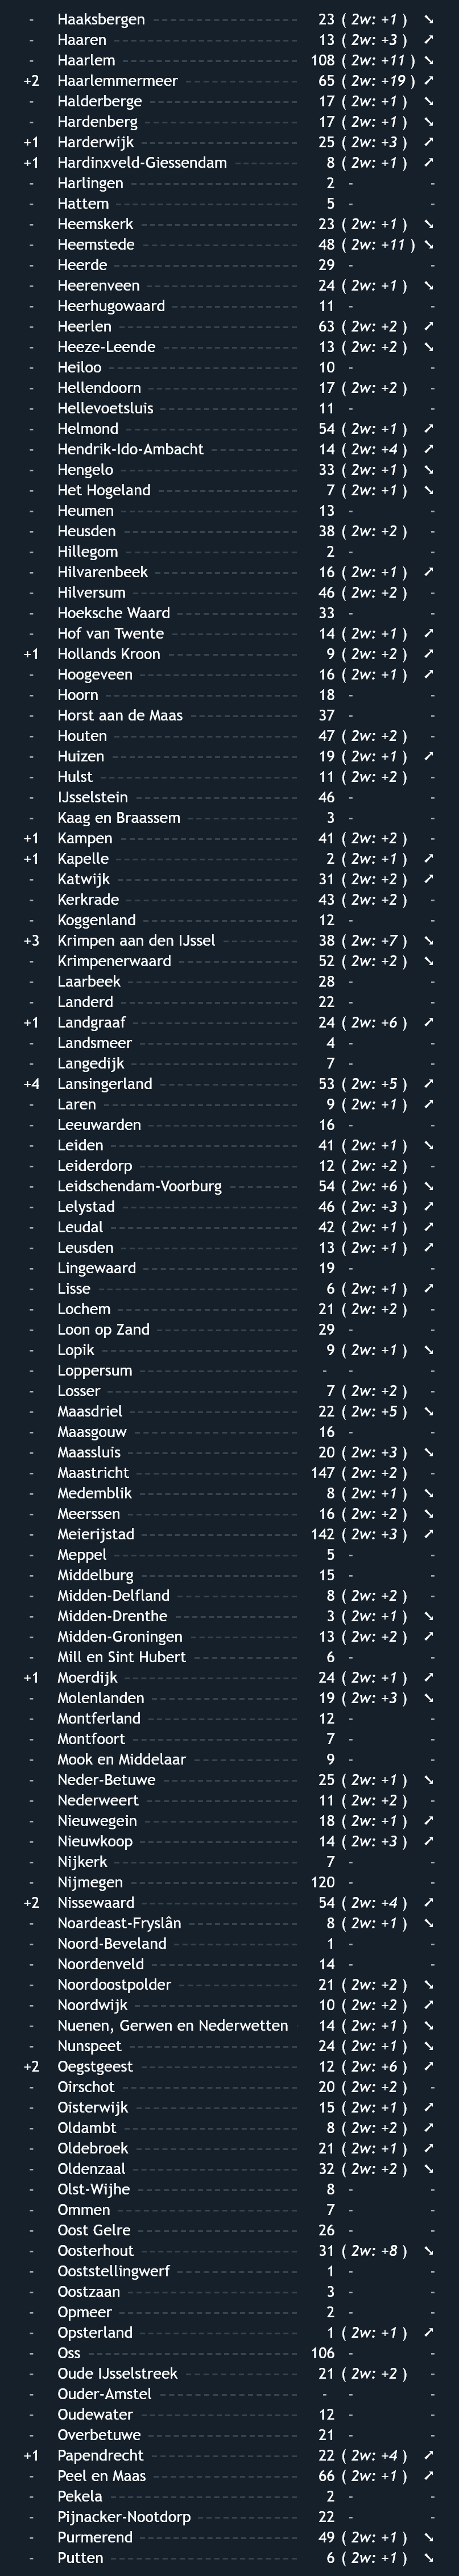 - Haaksbergen 23 ( 2w: +1 ) ➘
- Haaren 13 ( 2w: +3 ) ➚
- Haarlem 108 ( 2w: +11 ) ➘
+2 Haarlemmermeer 65 ( 2w: +19 ) ➚
- Halderberge 17 ( 2w: +1 ) ➘
- Hardenberg 17 ( 2w: +1 ) ➘
+1 Harderwijk 25 ( 2w: +3 ) ➚
+1 Hardinxveld-Giessendam 8 ( 2w: +1 ) ➚
- Harlingen 2 - -
- Hattem 5 - -
- Heemskerk 23 ( 2w: +1 ) ➘
- Heemstede 48 ( 2w: +11 ) ➘
- Heerde 29 - -
- Heerenveen 24 ( 2w: +1 ) ➘
- Heerhugowaard 11 - -
- Heerlen 63 ( 2w: +2 ) ➚
- Heeze-Leende 13 ( 2w: +2 ) ➘
- Heiloo 10 - -
- Hellendoorn 17 ( 2w: +2 ) -
- Hellevoetsluis 11 - -
- Helmond 54 ( 2w: +1 ) ➚
- Hendrik-Ido-Ambacht 14 ( 2w: +4 ) ➚
- Hengelo 33 ( 2w: +1 ) ➘
- Het Hogeland 7 ( 2w: +1 ) ➘
- Heumen 13 - -
- Heusden 38 ( 2w: +2 ) -
- Hillegom 2 - -
- Hilvarenbeek 16 ( 2w: +1 ) ➚
- Hilversum 46 ( 2w: +2 ) -
- Hoeksche Waard 33 - -
- Hof van Twente 14 ( 2w: +1 ) ➚
+1 Hollands Kroon 9 ( 2w: +2 ) ➚
- Hoogeveen 16 ( 2w: +1 ) ➚
- Hoorn 18 - -
- Horst aan de Maas 37 - -
- Houten 47 ( 2w: +2 ) -
- Huizen 19 ( 2w: +1 ) ➚
- Hulst 11 ( 2w: +2 ) -
- IJsselstein 46 - -
- Kaag en Braassem 3 - -
+1 Kampen 41 ( 2w: +2 ) -
+1 Kapelle 2 ( 2w: +1 ) ➚
- Katwijk 31 ( 2w: +2 ) ➚
- Kerkrade 43 ( 2w: +2 ) -
- Koggenland 12 - -
+3 Krimpen aan den IJssel 38 ( 2w: +7 ) ➘
- Krimpenerwaard 52 ( 2w: +2 ) ➘
- Laarbeek 28 - -
- Landerd 22 - -
+1 Landgraaf 24 ( 2w: +6 ) ➚
- Landsmeer 4 - -
- Langedijk 7 - -
+4 Lansingerland 53 ( 2w: +5 ) ➚
- Laren 9 ( 2w: +1 ) ➚
- Leeuwarden 16 - -
- Leiden 41 ( 2w: +1 ) ➘
- Leiderdorp 12 ( 2w: +2 ) -
- Leidschendam-Voorburg 54 ( 2w: +6 ) ➘
- Lelystad 46 ( 2w: +3 ) ➚
- Leudal 42 ( 2w: +1 ) ➚
- Leusden 13 ( 2w: +1 ) ➚
- Lingewaard 19 - -
- Lisse 6 ( 2w: +1 ) ➚
- Lochem 21 ( 2w: +2 ) -
- Loon op Zand 29 - -
- Lopik 9 ( 2w: +1 ) ➘
- Loppersum - - -
- Losser 7 ( 2w: +2 ) -
- Maasdriel 22 ( 2w: +5 ) ➘
- Maasgouw 16 - -
- Maassluis 20 ( 2w: +3 ) ➘
- Maastricht 147 ( 2w: +2 ) -
- Medemblik 8 ( 2w: +1 ) ➘
- Meerssen 16 ( 2w: +2 ) ➘
- Meierijstad 142 ( 2w: +3 ) ➚
- Meppel 5 - -
- Middelburg 15 - -
- Midden-Delfland 8 ( 2w: +2 ) -
- Midden-Drenthe 3 ( 2w: +1 ) ➘
- Midden-Groningen 13 ( 2w: +2 ) ➚
- Mill en Sint Hubert 6 - -
+1 Moerdijk 24 ( 2w: +1 ) ➚
- Molenlanden 19 ( 2w: +3 ) ➘
- Montferland 12 - -
- Montfoort 7 - -
- Mook en Middelaar 9 - -
- Neder-Betuwe 25 ( 2w: +1 ) ➘
- Nederweert 11 ( 2w: +2 ) -
- Nieuwegein 18 ( 2w: +1 ) ➚
- Nieuwkoop 14 ( 2w: +3 ) ➚
- Nijkerk 7 - -
- Nijmegen 120 - -
+2 Nissewaard 54 ( 2w: +4 ) ➚
- Noardeast-Fryslân 8 ( 2w: +1 ) ➘
- Noord-Beveland 1 - -
- Noordenveld 14 - -
- Noordoostpolder 21 ( 2w: +2 ) ➘
- Noordwijk 10 ( 2w: +2 ) ➚
- Nuenen, Gerwen en Nederwetten 14 ( 2w: +1 ) ➘
- Nunspeet 24 ( 2w: +1 ) ➘
+2 Oegstgeest 12 ( 2w: +6 ) ➚
- Oirschot 20 ( 2w: +2 ) -
- Oisterwijk 15 ( 2w: +1 ) ➚
- Oldambt 8 ( 2w: +2 ) ➚
- Oldebroek 21 ( 2w: +1 ) ➚
- Oldenzaal 32 ( 2w: +2 ) ➘
- Olst-Wijhe 8 - -
- Ommen 7 - -
- Oost Gelre 26 - -
- Oosterhout 31 ( 2w: +8 ) ➘
- Ooststellingwerf 1 - -
- Oostzaan 3 - -
- Opmeer 2 - -
- Opsterland 1 ( 2w: +1 ) ➚
- Oss 106 - -
- Oude IJsselstreek 21 ( 2w: +2 ) -
- Ouder-Amstel - - -
- Oudewater 12 - -
- Overbetuwe 21 - -
+1 Papendrecht 22 ( 2w: +4 ) ➚
- Peel en Maas 66 ( 2w: +1 ) ➚
- Pekela 2 - -
- Pijnacker-Nootdorp 22 - -
- Purmerend 49 ( 2w: +1 ) ➘
- Putten 6 ( 2w: +1 ) ➘